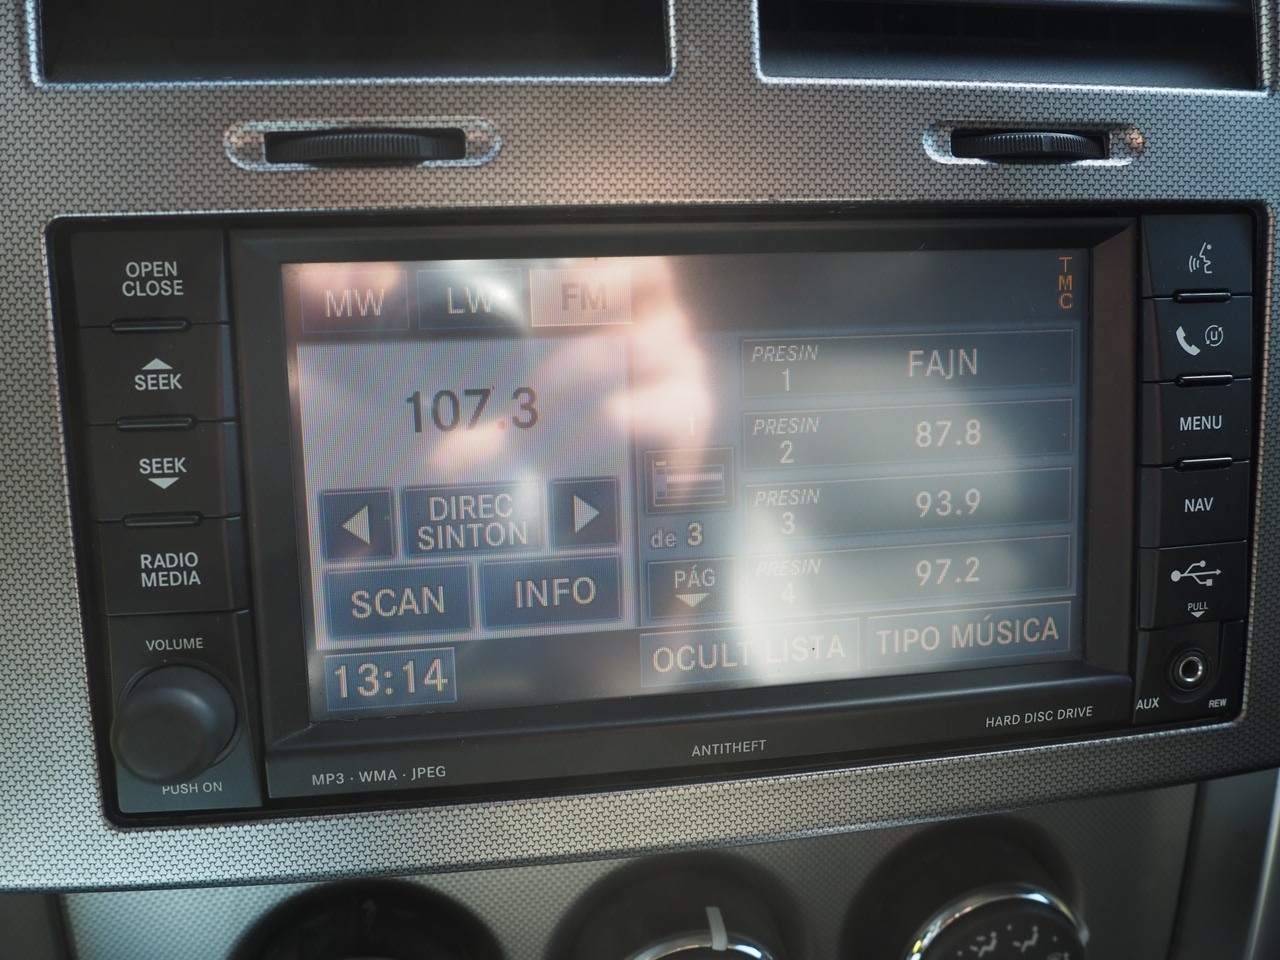 OPEN
CLOSE
SEEK
SEEK
RADIO
MEDIA
VOLUME
PUSH ON
MW
LW
FM
TMC
107.3
DIREC
SINTON
SCAN
INFO
13:14
1
de 3
PÁG
PRESIN
1
FAJN
PRESIN
2
87.8
PRESIN
3
93.9
PRESIN
4
97.2
OCULT LISTA
TIPO MÚSICA
MENU
NAV
PULL
AUX
REW
MP3 · WMA · JPEG
ANTITHEFT
HARD DISC DRIVE